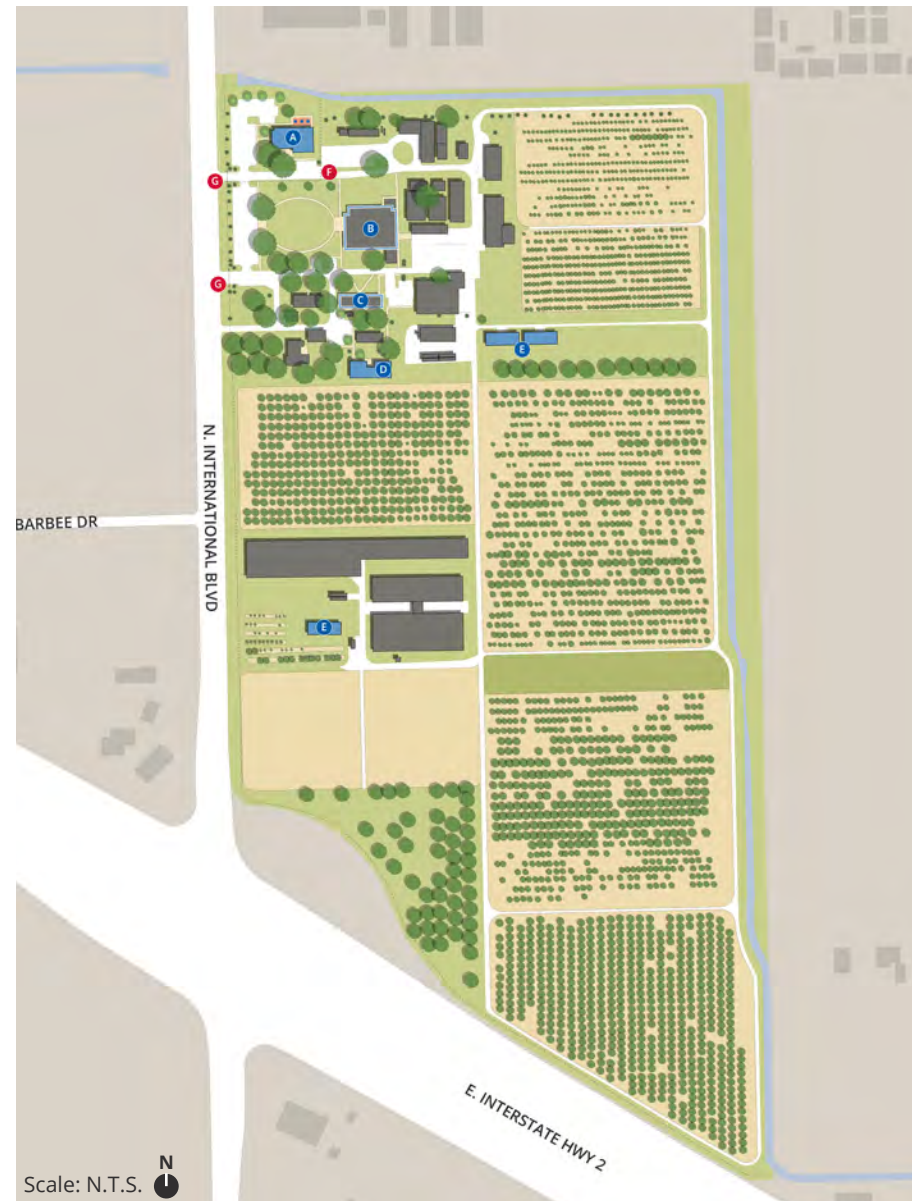 A
F
G
B
G
C
E
D
N. INTERNATIONAL BLVD
BARBEE DR
E
E. INTERSTATE HWY 2
N
Scale: N.T.S.